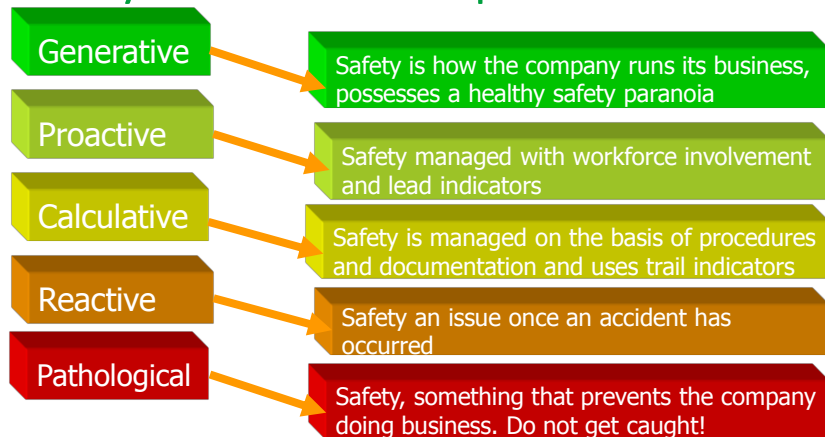 Generative
Safety is how the company runs its business,
possesses a healthy safety paranoia
Proactive
Safety managed with workforce involvement
and lead indicators
Calculative
Safety is managed on the basis of procedures
and documentation and uses trail indicators
Reactive
Safety an issue once an accident has
occurred
Pathological
Safety, something that prevents the company
doing business. Do not get caught!